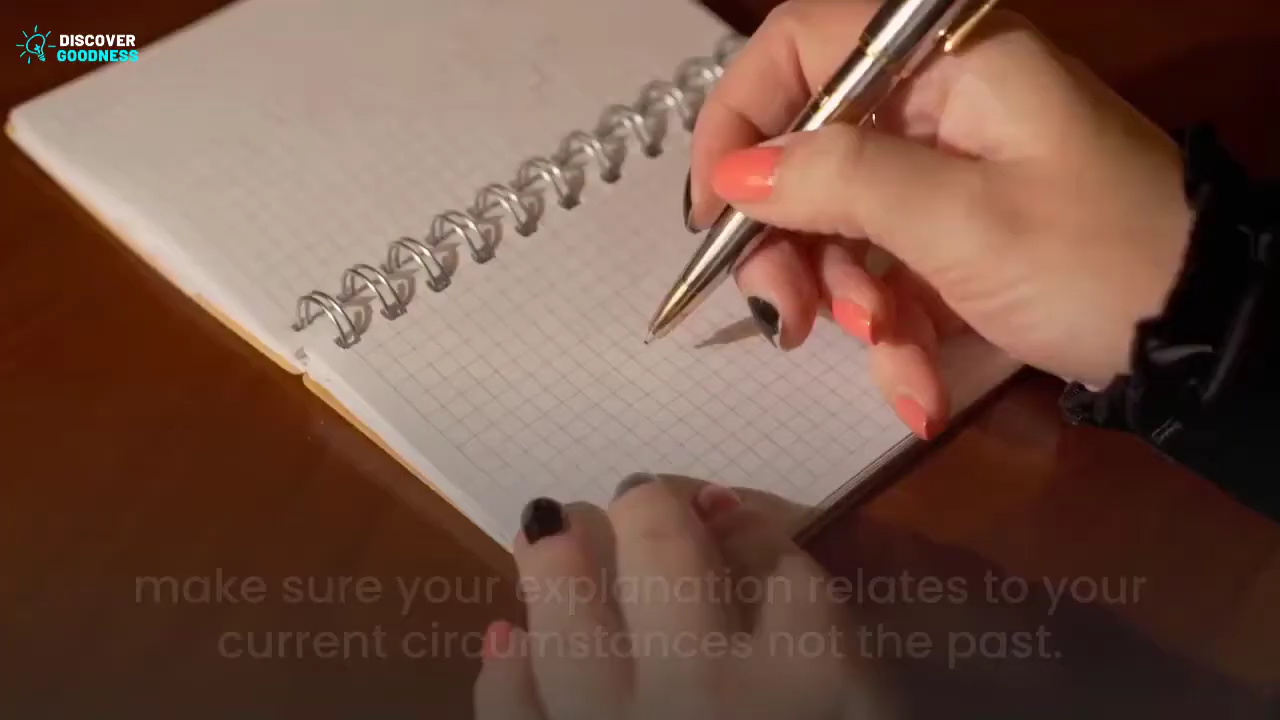 DISCOVER
GOODNESS
make sure your explanation relates to your
current circumstances not the past.